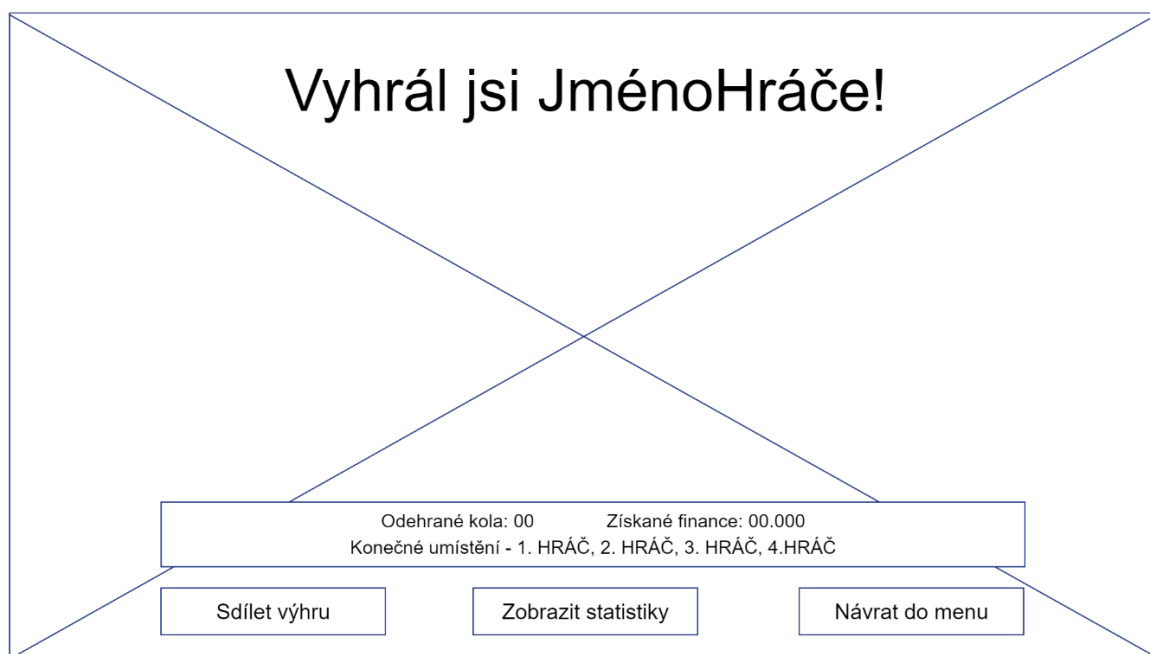 Vyhrál jsi JménoHráče!
Odehrané kola: 00 Získané finance: 00.000
Konečné umístění - 1. HRÁČ, 2. HRÁČ, 3. HRÁČ, 4.HRÁČ
Sdílet výhru Zobrazit statistiky Návrat do menu